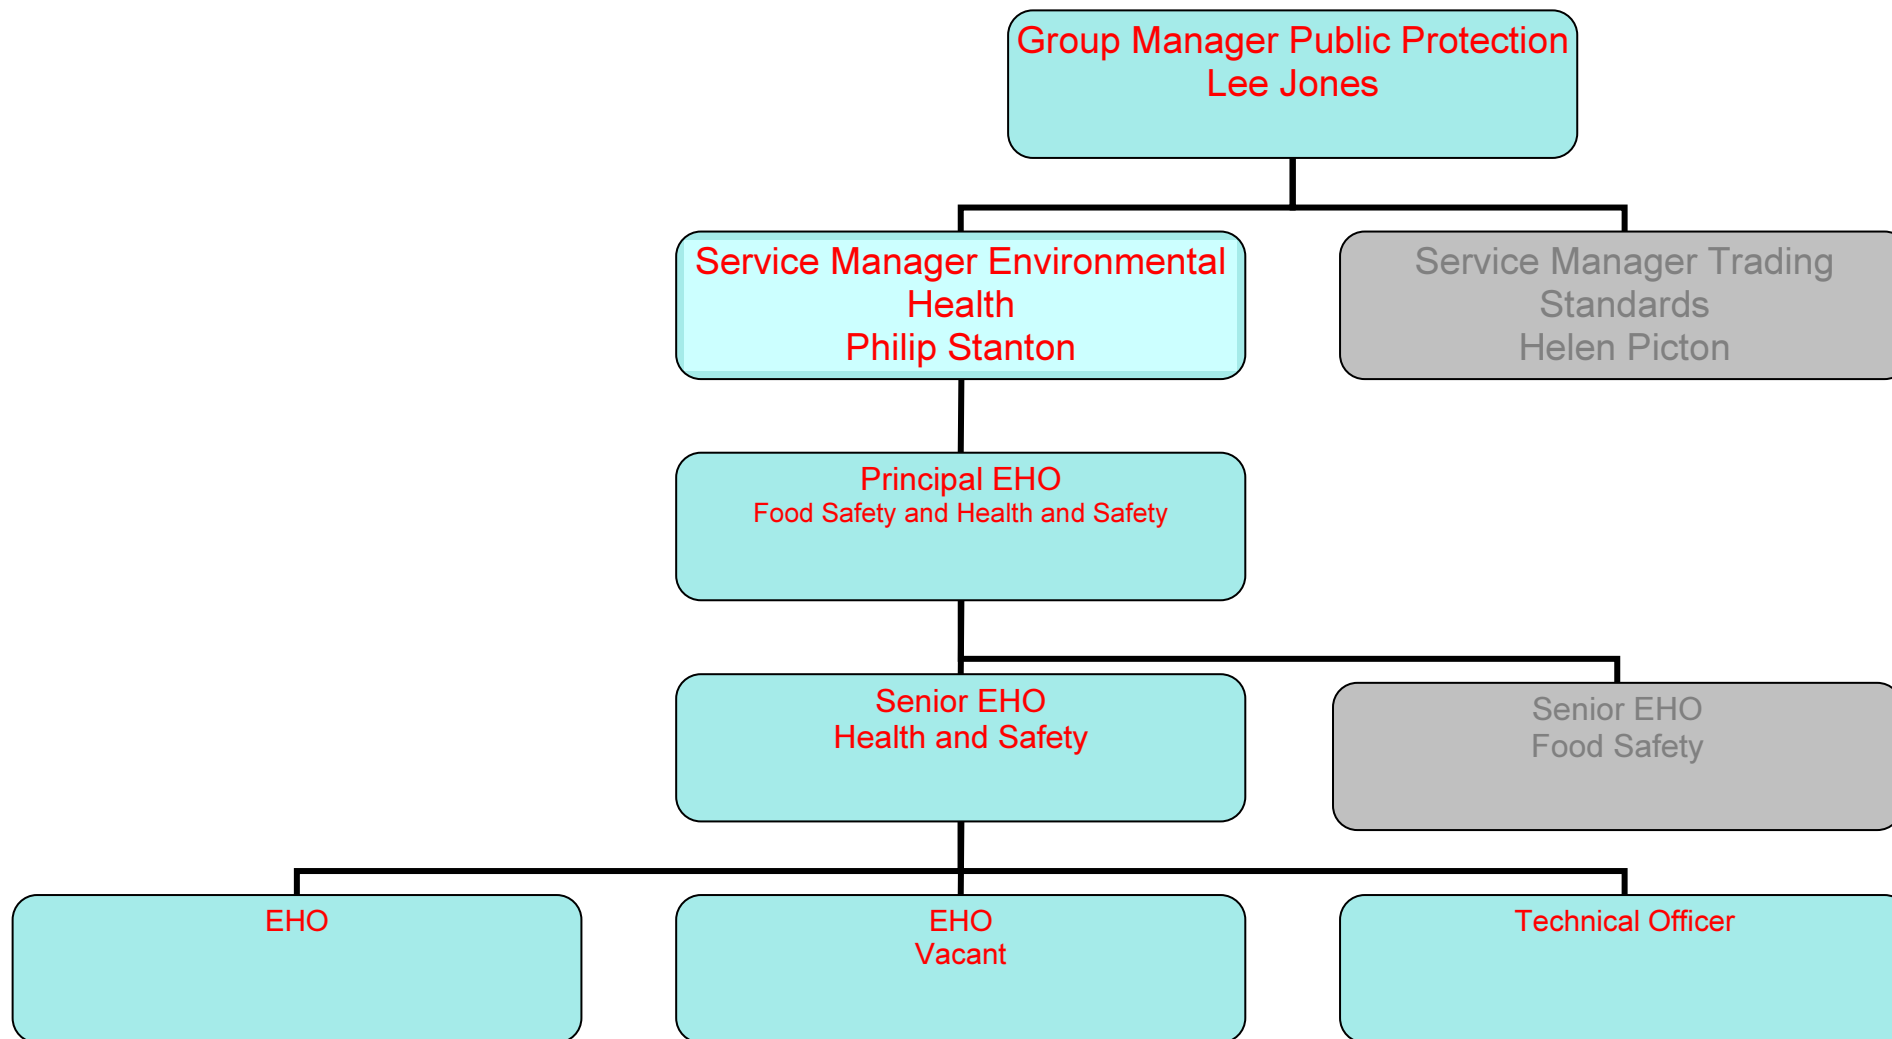 Group Manager Public Protection
Lee Jones
Service Manager Environmental
Health
Philip Stanton
Service Manager Trading
Standards
Helen Picton
Principal EHO
Food Safety and Health and Safety
Senior EHO
Health and Safety
Senior EHO
Food Safety
EHO
EHO
Vacant
Technical Officer